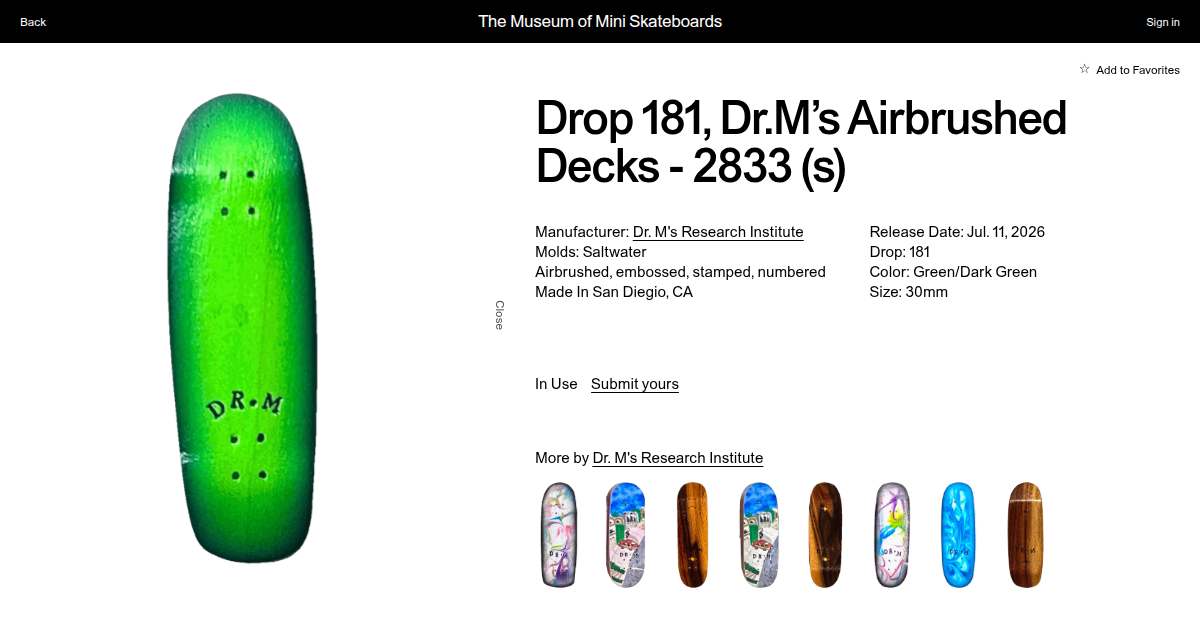 Back
The Museum of Mini Skateboards
Sign in
☆ Add to Favorites
Drop 181, Dr.M’s Airbrushed
Decks - 2833 (s)
Manufacturer: Dr. M's Research Institute
Molds: Saltwater
Airbrushed, embossed, stamped, numbered
Made In San Diegio, CA
Release Date: Jul. 11, 2026
Drop: 181
Color: Green/Dark Green
Size: 30mm
Close
DR•M
In Use Submit yours
More by Dr. M's Research Institute